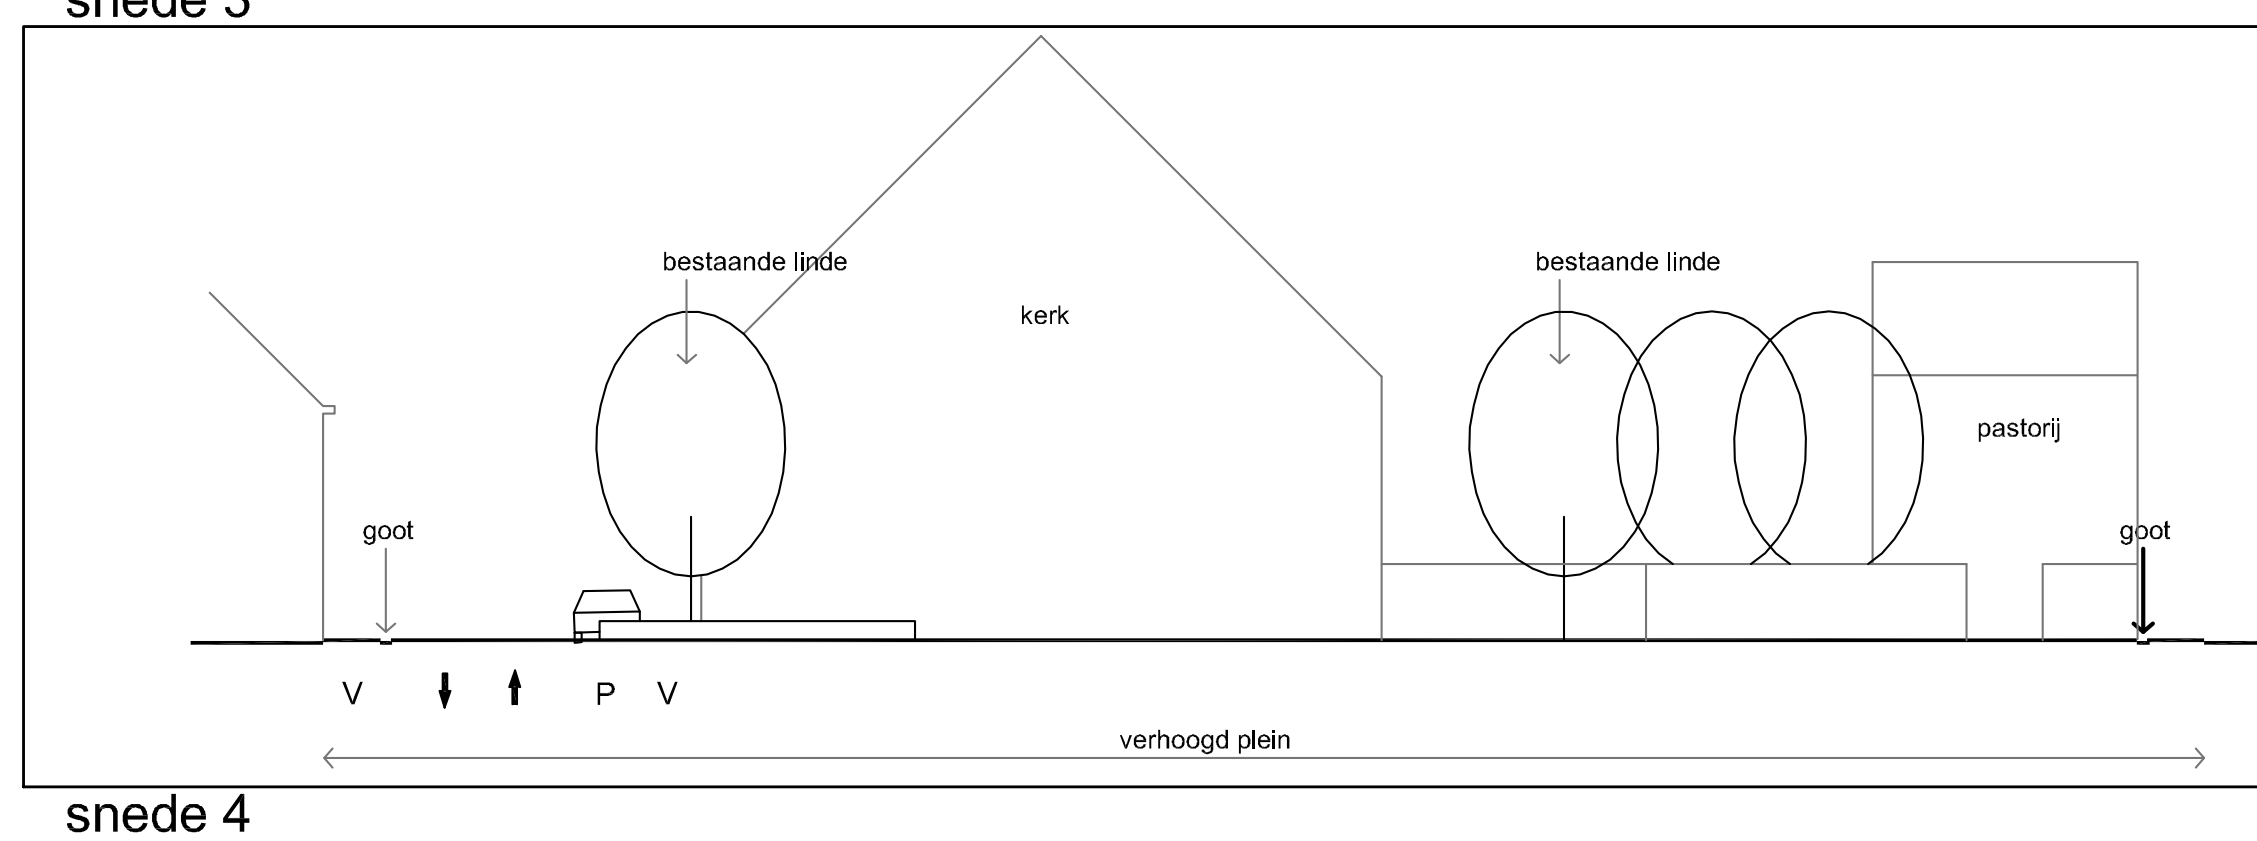 snede 3
bestaande linde
bestaande linde
kerk
pastorij
goot
goot
V
P
V
verhoogd plein
snede 4